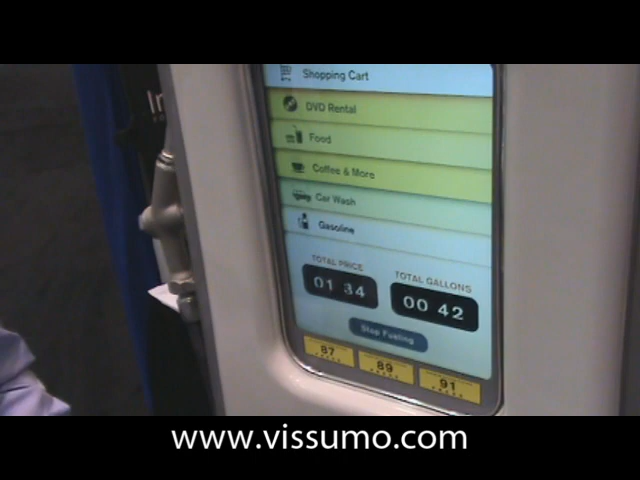 In
Shopping Cart
DVD Rental
Food
Coffee & More
Car Wash
Gasoline
TOTAL PRICE
01 34
TOTAL GALLONS
00 42
Stop Fueling
87
89
91
www.vissumo.com